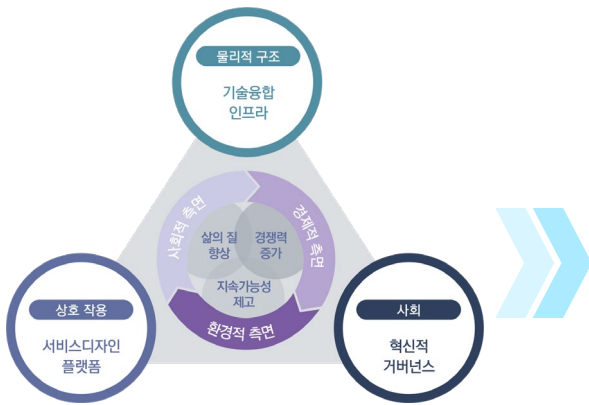 물리적 구조
기술융합
인프라
사회적 측면
경제적 측면
삶의 질
향상
경쟁력
증가
지속가능성
제고
환경적 측면
상호 작용
서비스디자인
플랫폼
사회
혁신적
거버넌스